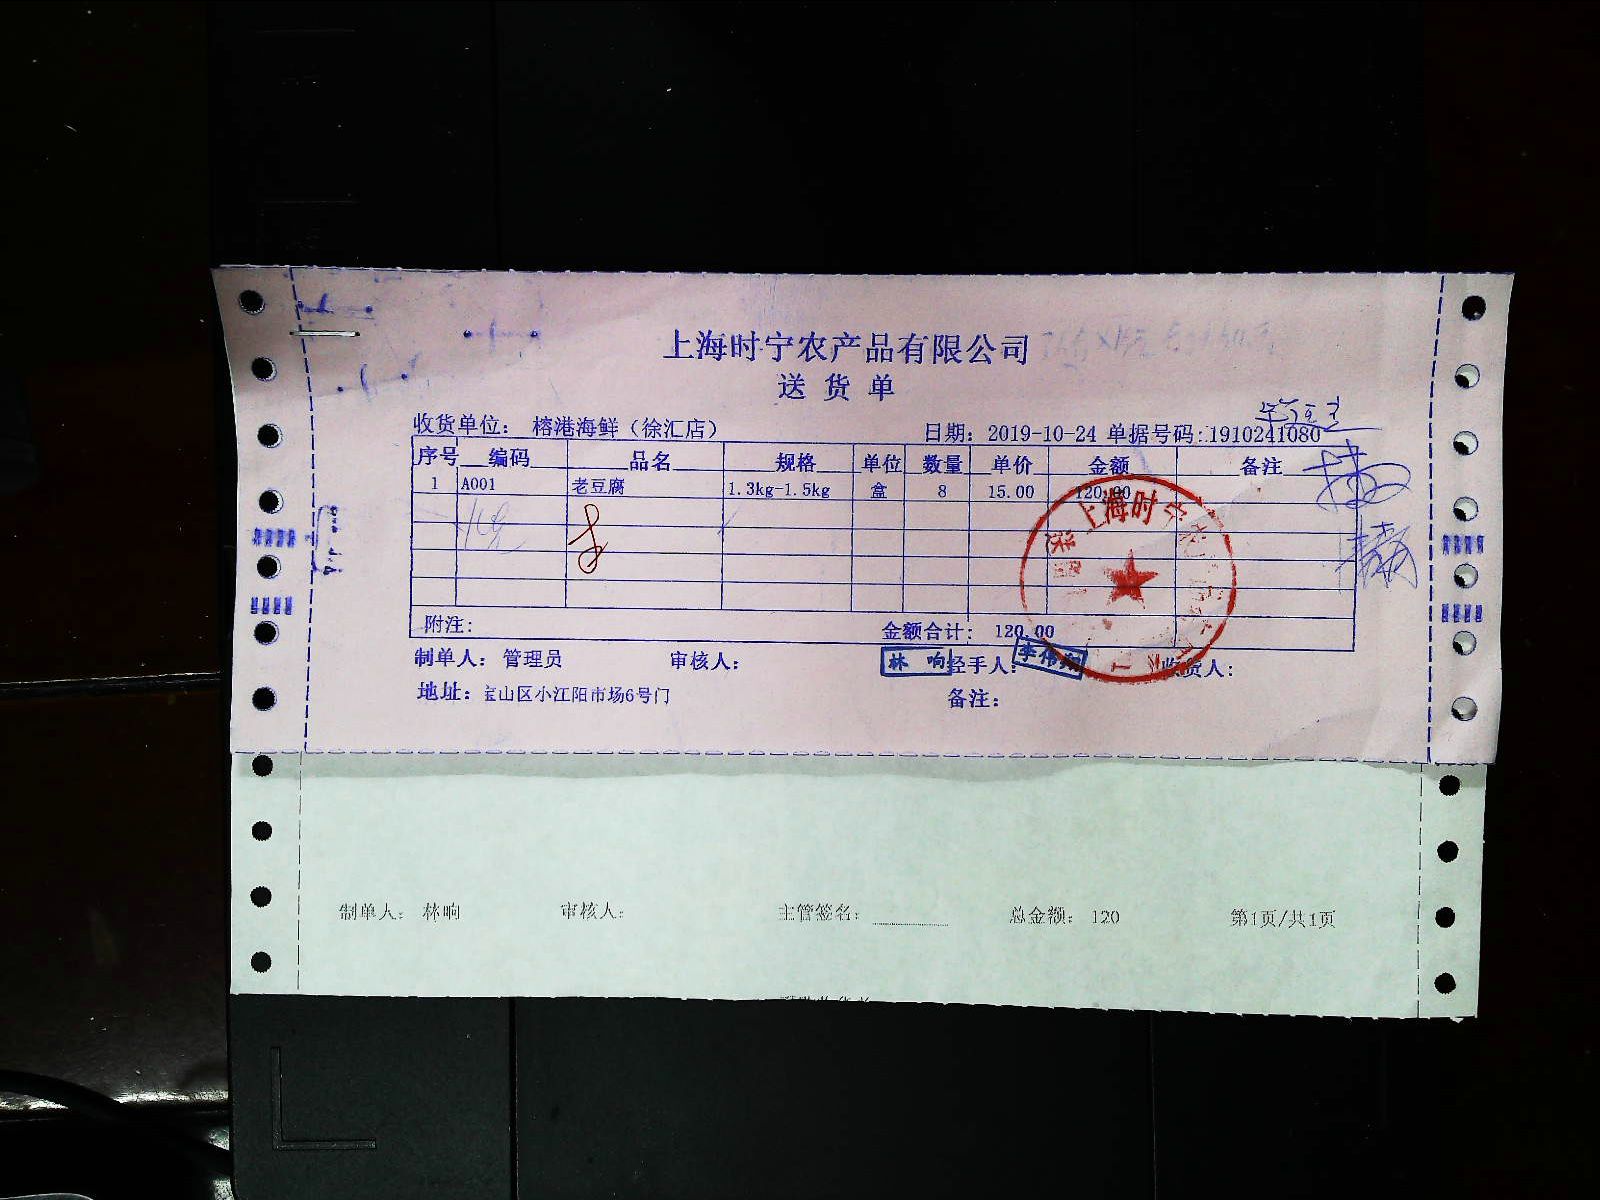 上海时宁农产品有限公司
送货单
收货单位： 榕港海鲜（徐汇店） 日期： 2019-10-24 单据号码：1910241080
序号 编码 品名 规格 单位 数量 单价 金额 备注
1 A001 老豆腐 1.3kg-1.5kg 盒 8 15.00 120.00
上海时宁
附注： 金额合计： 120.00
制单人： 管理员 审核人： 林 响 经手人： 李伟 收货人：
地址： 宝山区小江阳市场6号门 备注：
制单人： 林响 审核人： 主管签名： 总金额： 120 第1页/共1页